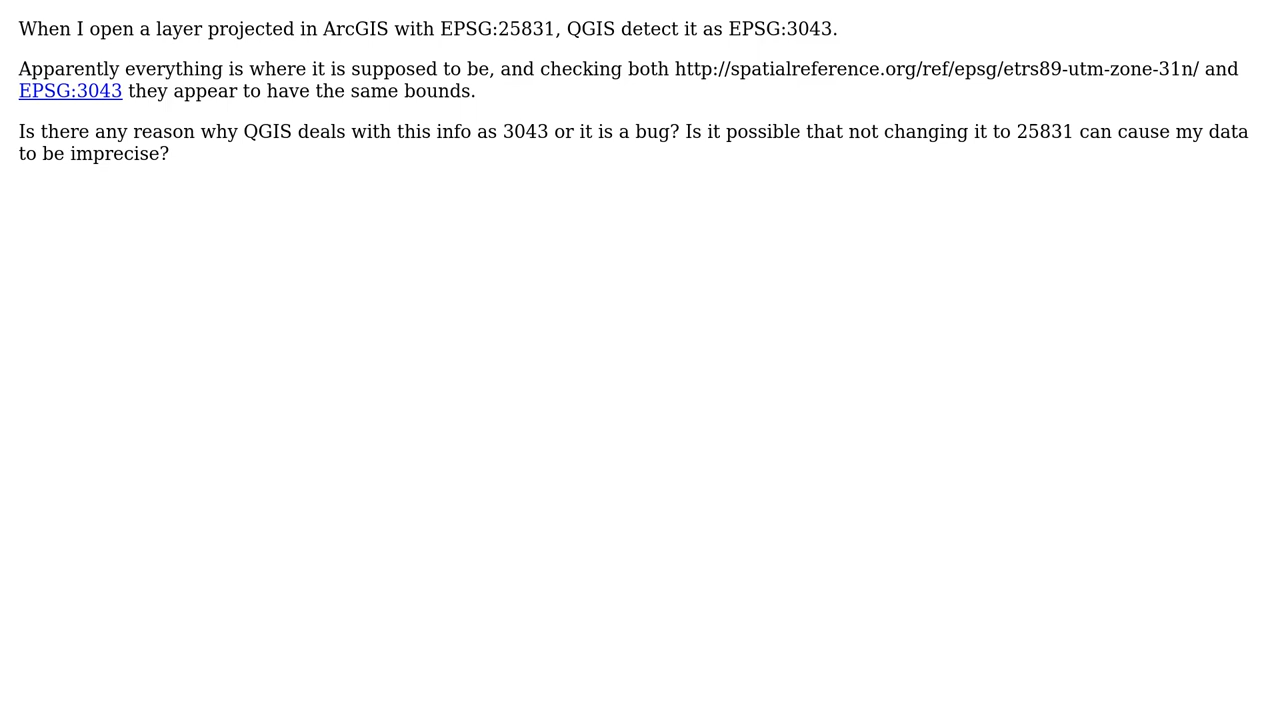 When I open a layer projected in ArcGIS with EPSG:25831, QGIS detect it as EPSG:3043.
Apparently everything is where it is supposed to be, and checking both http://spatialreference.org/ref/epsg/etrs89-utm-zone-31n/ and
EPSG:3043 they appear to have the same bounds.
Is there any reason why QGIS deals with this info as 3043 or it is a bug? Is it possible that not changing it to 25831 can cause my data
to be imprecise?